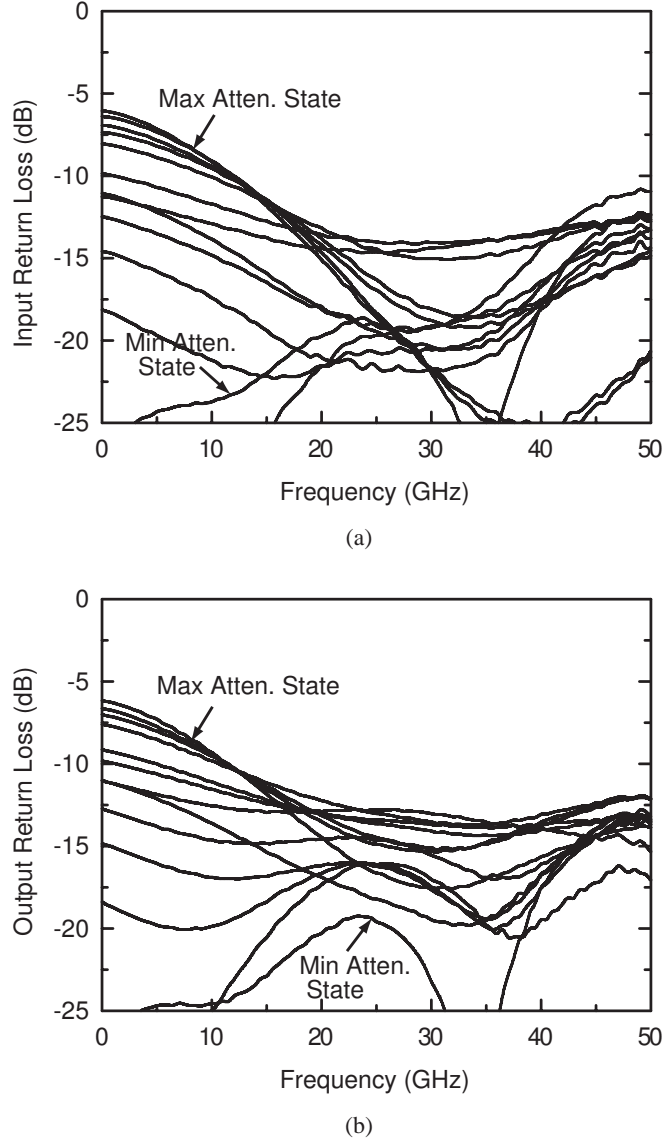 0
-5
-10
-15
-20
-25
Input Return Loss (dB)
Max Atten. State
Min Atten.
State
0 10 20 30 40 50
Frequency (GHz)
(a)
0
-5
-10
-15
-20
-25
Output Return Loss (dB)
Max Atten. State
Min Atten.
State
0 10 20 30 40 50
Frequency (GHz)
(b)